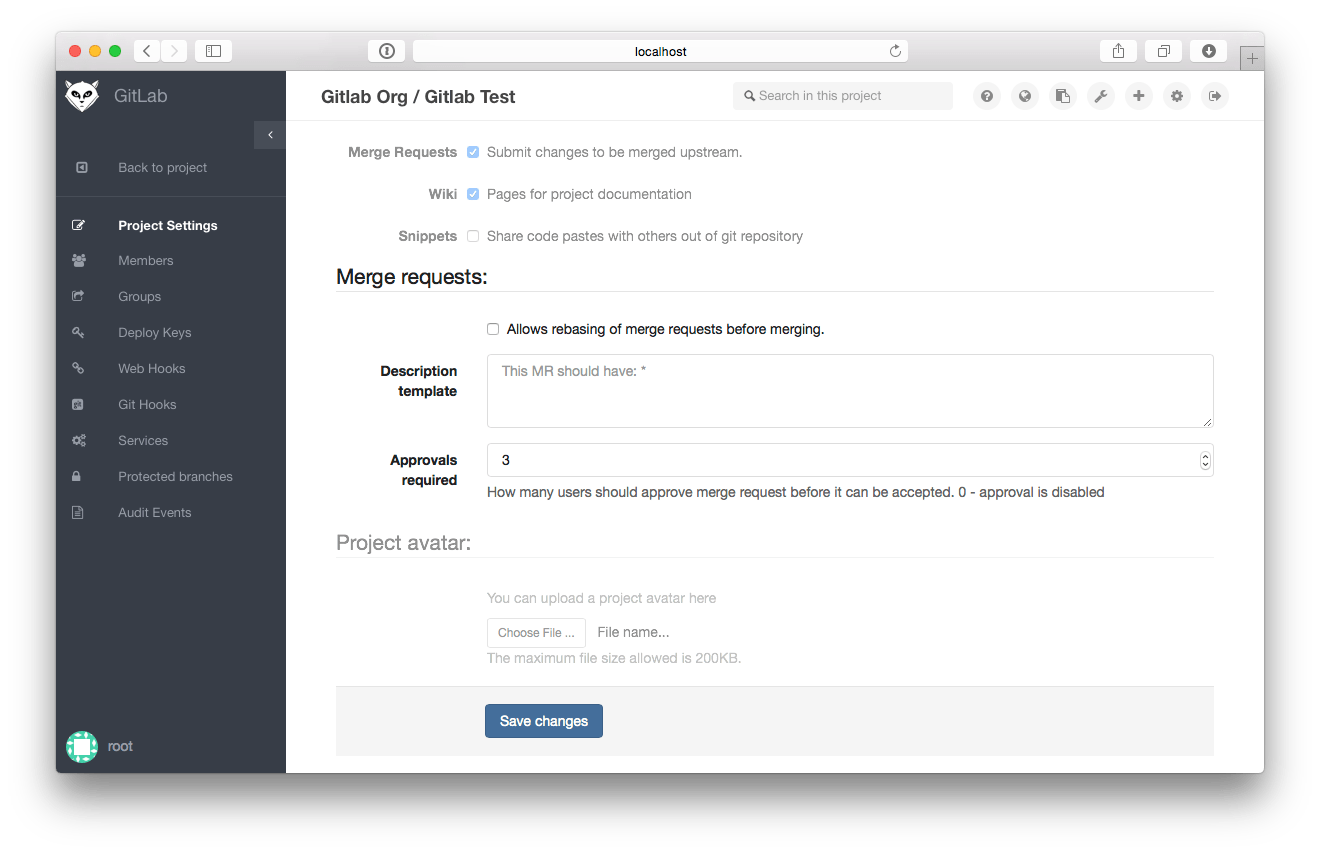 localhost
GitLab
Gitlab Org / Gitlab Test
Search in this project
Back to project
Project Settings
Members
Groups
Deploy Keys
Web Hooks
Git Hooks
Services
Protected branches
Audit Events
root
Merge Requests Submit changes to be merged upstream.
Wiki Pages for project documentation
Snippets Share code pastes with others out of git repository
Merge requests:
Allows rebasing of merge requests before merging.
Description
template
This MR should have: *
Approvals
required
3
How many users should approve merge request before it can be accepted. 0 - approval is disabled
Project avatar:
You can upload a project avatar here
Choose File ... File name...
The maximum file size allowed is 200KB.
Save changes